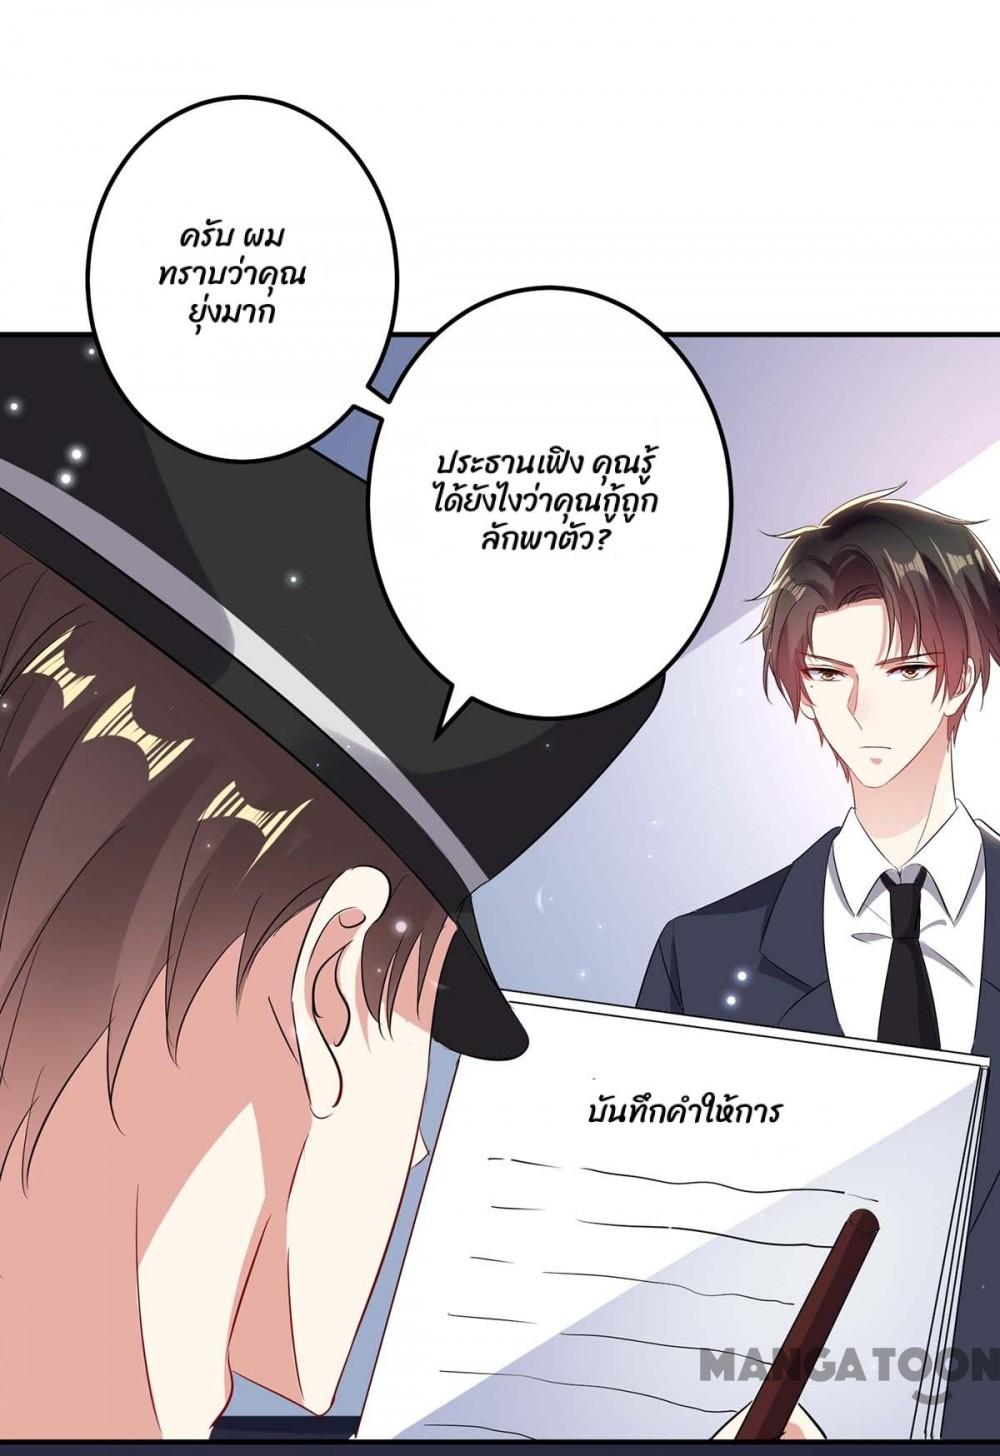 ครับ ผม
ทราบว่าคุณ
ยุ่งมาก
ประธานเฟิง คุณรู้
ได้ยังไงว่าคุณกู้ถูก
ลักพาตัว?
บันทึกคำให้การ
MANGATOON